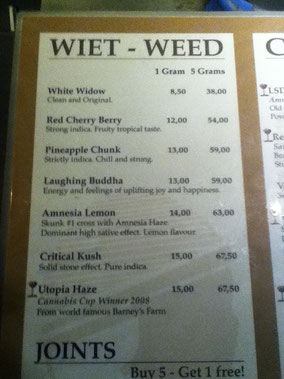 WIET - WEED
1 Gram 5 Grams
White Widow 8,50 38,00
Clean and Original.
Red Cherry Berry 12,00 54,00
Strong indica. Fruity tropical taste.
Pineapple Chunk 13,00 59,00
Strictly indica. Chill and strong.
Laughing Buddha 13,00 59,00
Energy and feelings of uplifting joy and happiness.
Amnesia Lemon 14,00 63,00
Skunk #1 cross with Amnesia Haze
Dominant high sative effect. Lemon flavour.
Critical Kush 15,00 67,50
Solid stone effect. Pure indica.
Utopia Haze 15,00 67,50
Cannabis Cup Winner 2008
From world famous Barney's Farm
JOINTS
Buy 5 - Get 1 free!
LSD